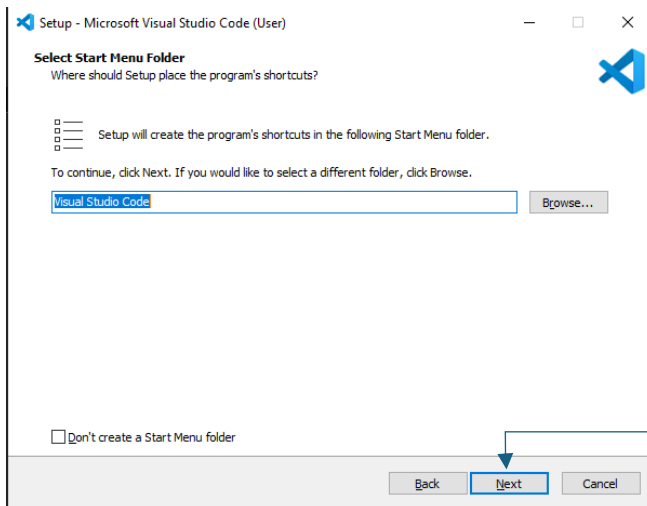 Setup - Microsoft Visual Studio Code (User)
Select Start Menu Folder
Where should Setup place the program's shortcuts?
Setup will create the program's shortcuts in the following Start Menu folder.
To continue, click Next. If you would like to select a different folder, click Browse.
Visual Studio Code
Browse...
Don't create a Start Menu folder
Back
Next
Cancel